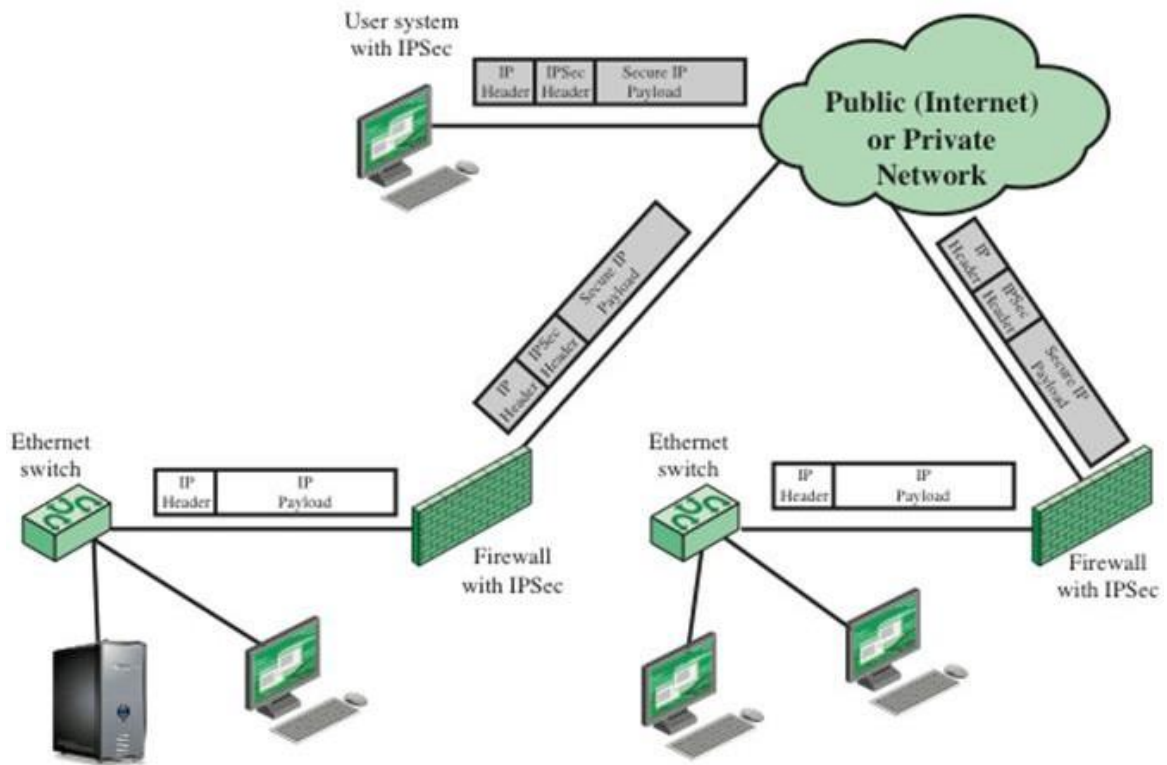 User system
with IPSec
IP
Header
IPSec
Header
Secure IP
Payload
Public (Internet)
or Private
Network
IP
Header
IPSec
Header
Secure IP
Payload
IP
Header
IPSec
Header
Secure IP
Payload
Ethernet
switch
IP
Header
IP
Payload
Firewall
with IPSec
Ethernet
switch
IP
Header
IP
Payload
Firewall
with IPSec